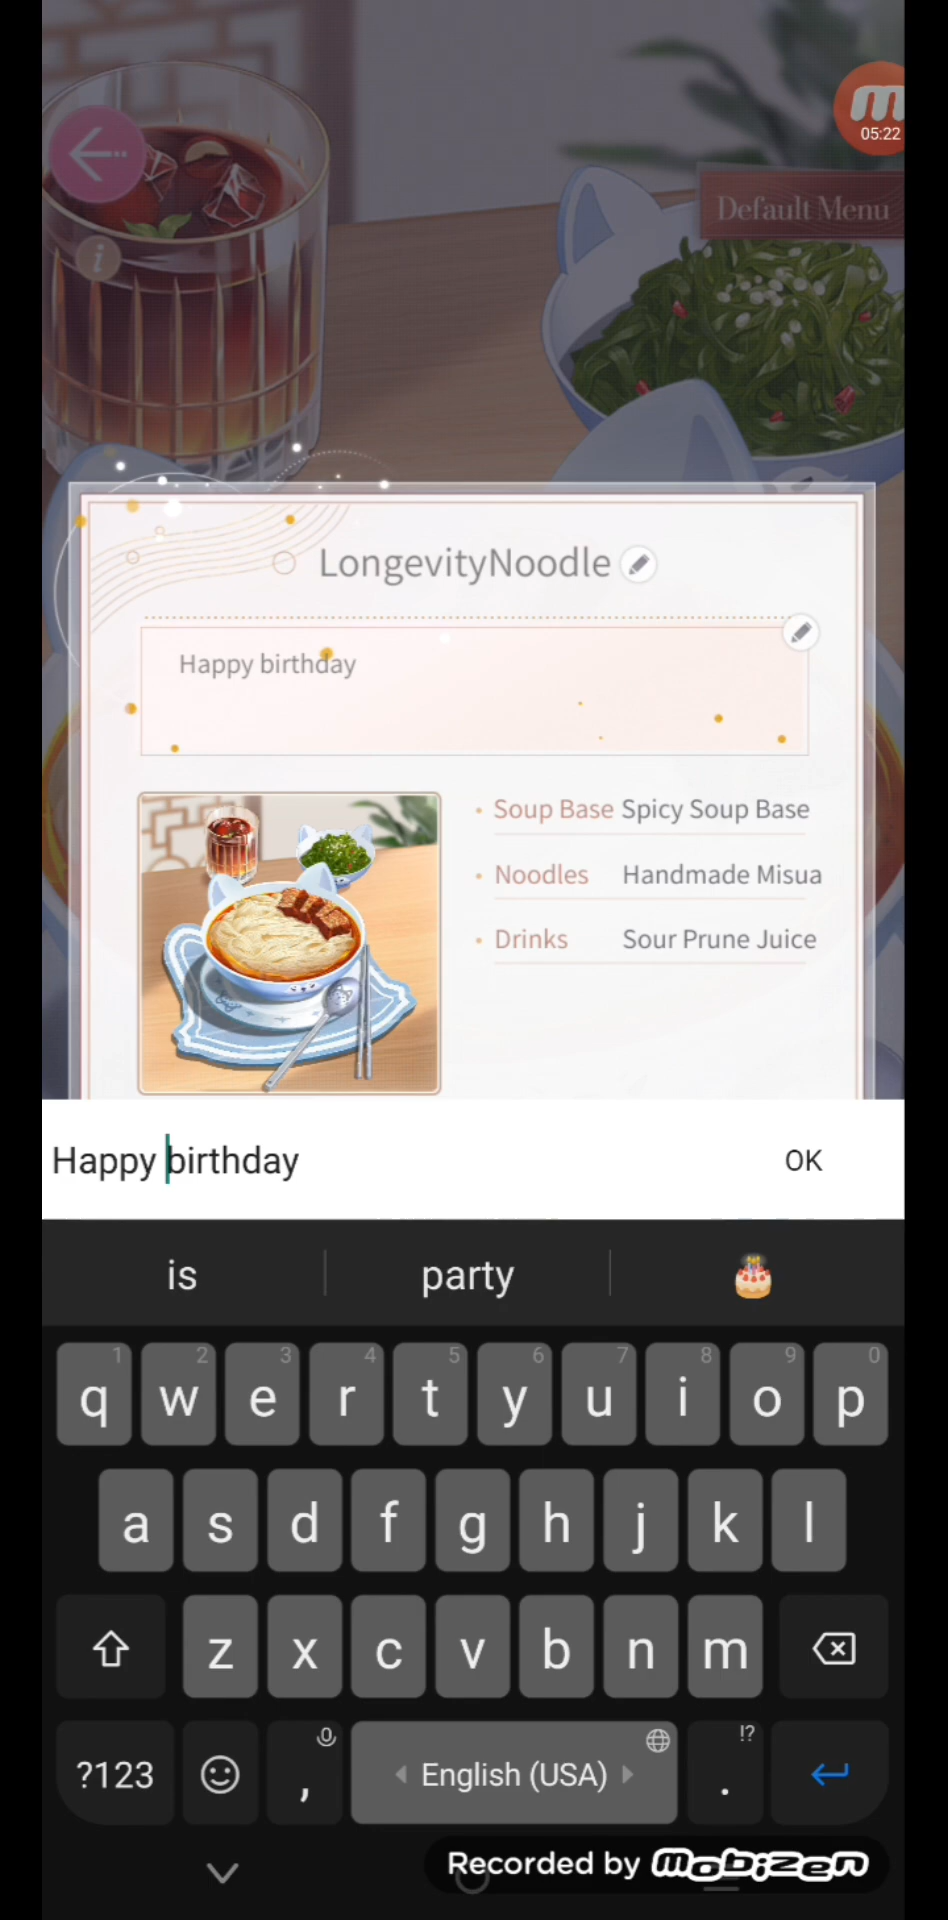 m
05:22
Default Menu
i
LongevityNoodle
Happy birthday
• Soup Base Spicy Soup Base
• Noodles Handmade Misua
• Drinks Sour Prune Juice
Happy birthday OK
is party
1 2 3 4 5 6 7 8 9 0
q w e r t y u i o p
a s d f g h j k l
z x c v b n m
!?
?123 , English (USA) .
Recorded by mobizen